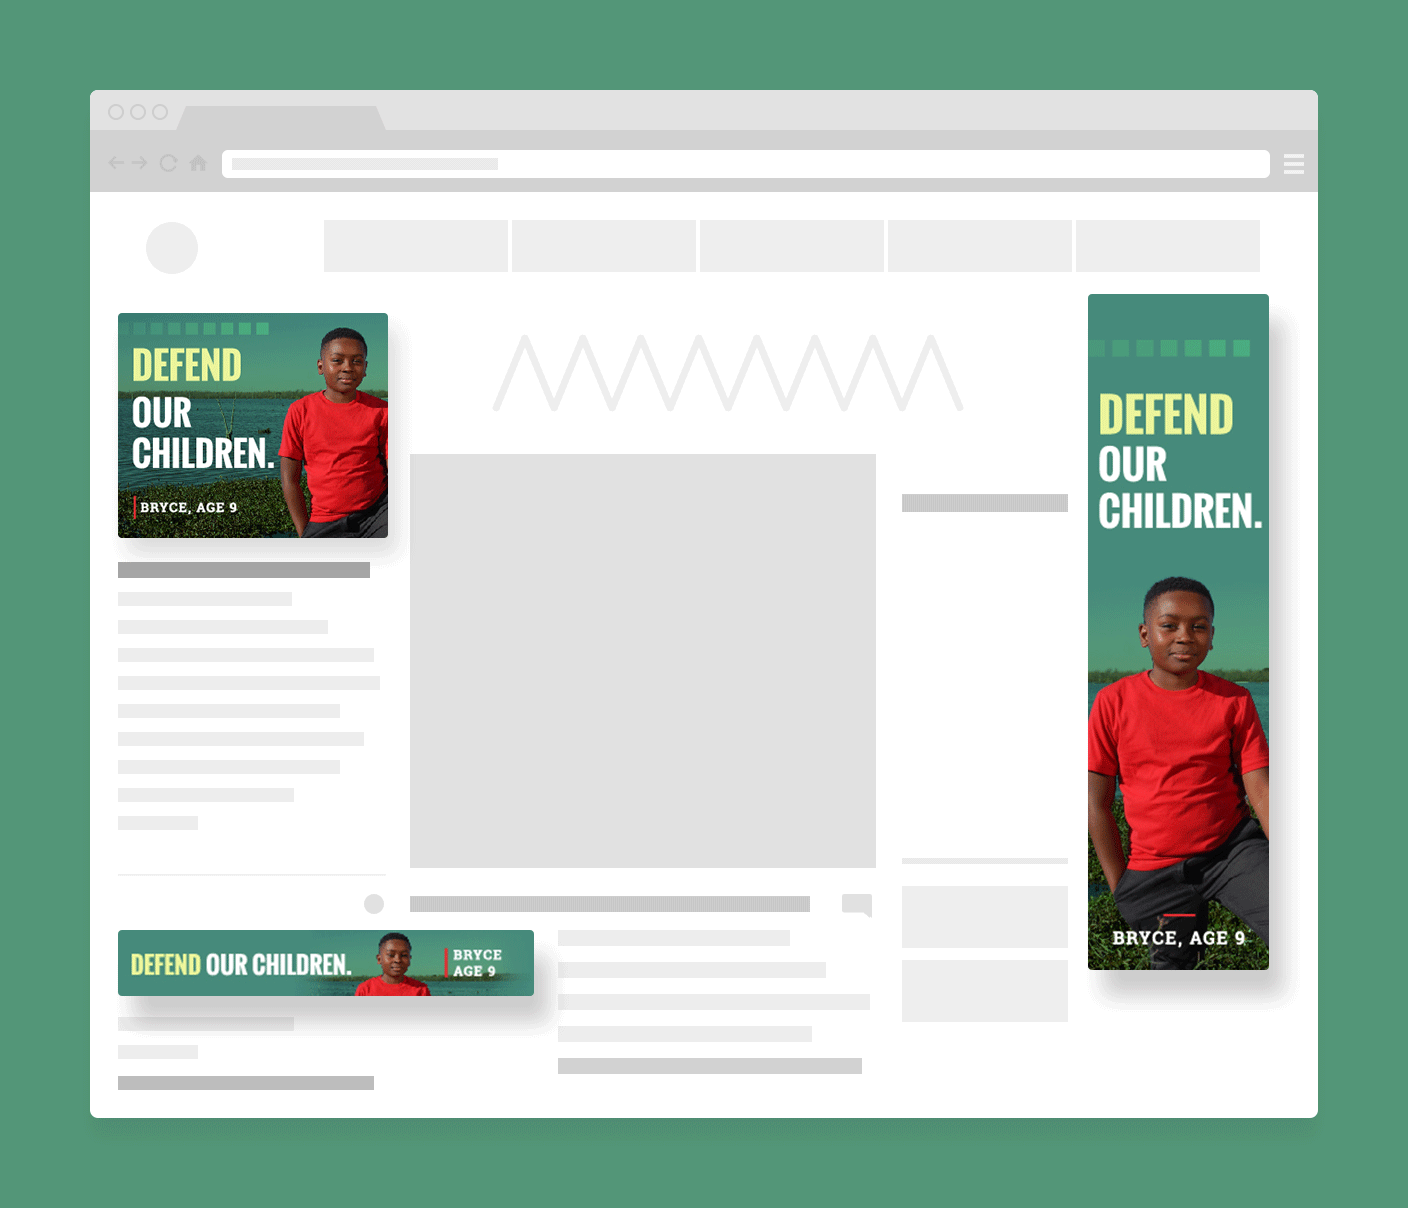 DEFEND
OUR
CHILDREN.
BRYCE, AGE 9
DEFEND
OUR
CHILDREN.
BRYCE, AGE 9
DEFEND OUR CHILDREN.
BRYCE
AGE 9